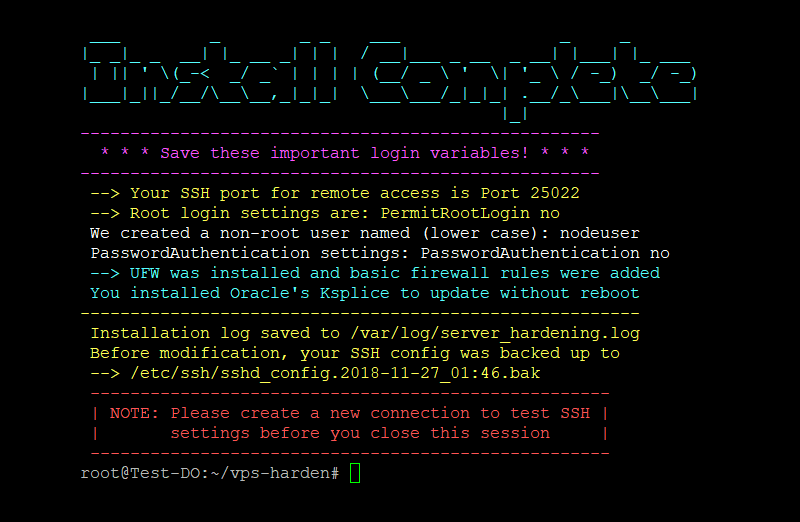 Install Complete
-----------------------------------------------------
* * * Save these important login variables! * * *
-----------------------------------------------------
--> Your SSH port for remote access is Port 25022
--> Root login settings are: PermitRootLogin no
We created a non-root user named (lower case): nodeuser
PasswordAuthentication settings: PasswordAuthentication no
--> UFW was installed and basic firewall rules were added
You installed Oracle's Ksplice to update without reboot
---------------------------------------------------------
Installation log saved to /var/log/server_hardening.log
Before modification, your SSH config was backed up to
--> /etc/ssh/sshd_config.2018-11-27_01:46.bak
-----------------------------------------------------
| NOTE: Please create a new connection to test SSH |
| settings before you close this session |
-----------------------------------------------------
root@Test-DO:~/vps-harden#